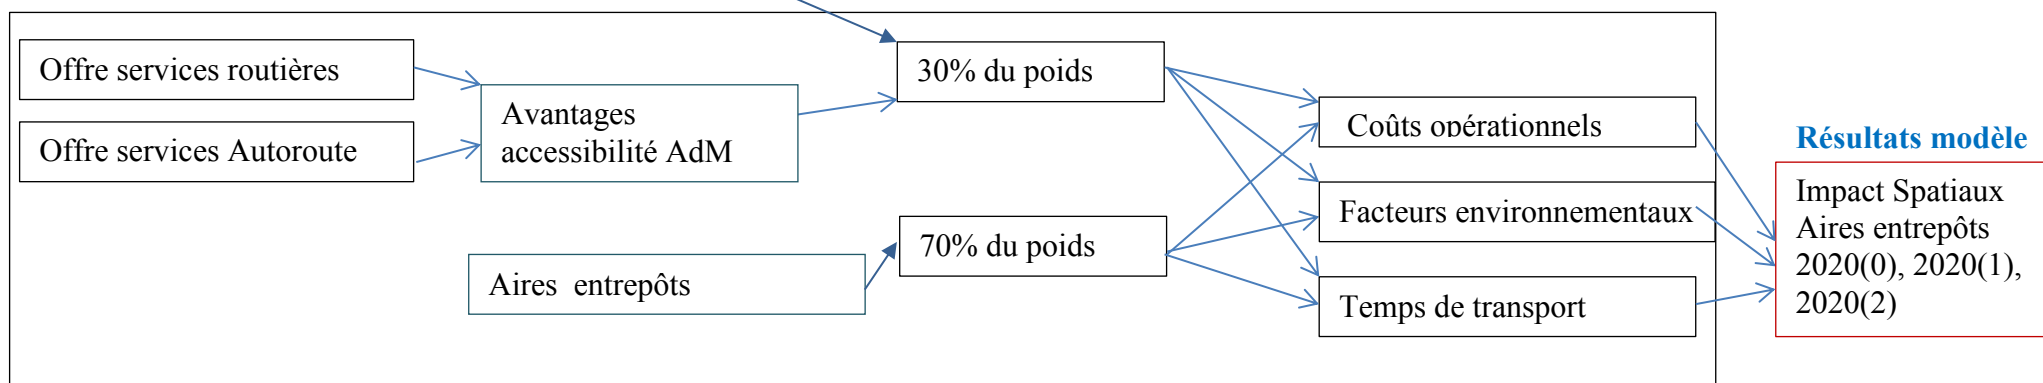 Offre services routières
Offre services Autoroute
Avantages
accessibilité AdM
Aires entrepôts
30% du poids
70% du poids
Coûts opérationnels
Facteurs environnementaux
Temps de transport
Résultats modèle
Impact Spatiaux
Aires entrepôts
2020(0), 2020(1),
2020(2)